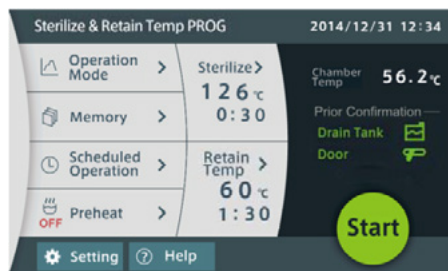 Sterilize & Retain Temp PROG
2014/12/31 12:34
Operation
Mode
Memory
Scheduled
Operation
OFF
Preheat
Sterilize
126℃
0:30
Retain
Temp
60℃
1:30
Chamber
Temp
56.2℃
Prior Confirmation
Drain Tank
Door
Start
Setting
? Help